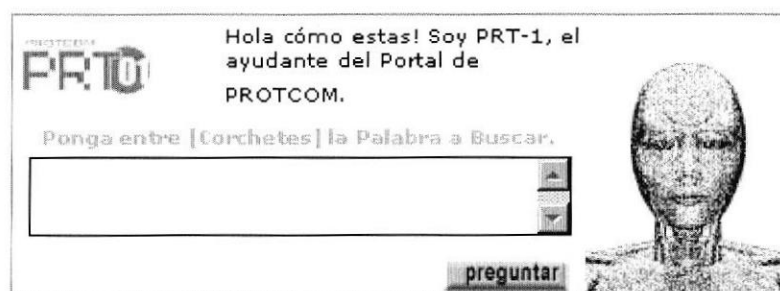 PROTCOM
PRT01
Hola cómo estas! Soy PRT-1, el
ayudante del Portal de
PROTCOM.
Ponga entre [Corchetes] la Palabra a Buscar.
preguntar